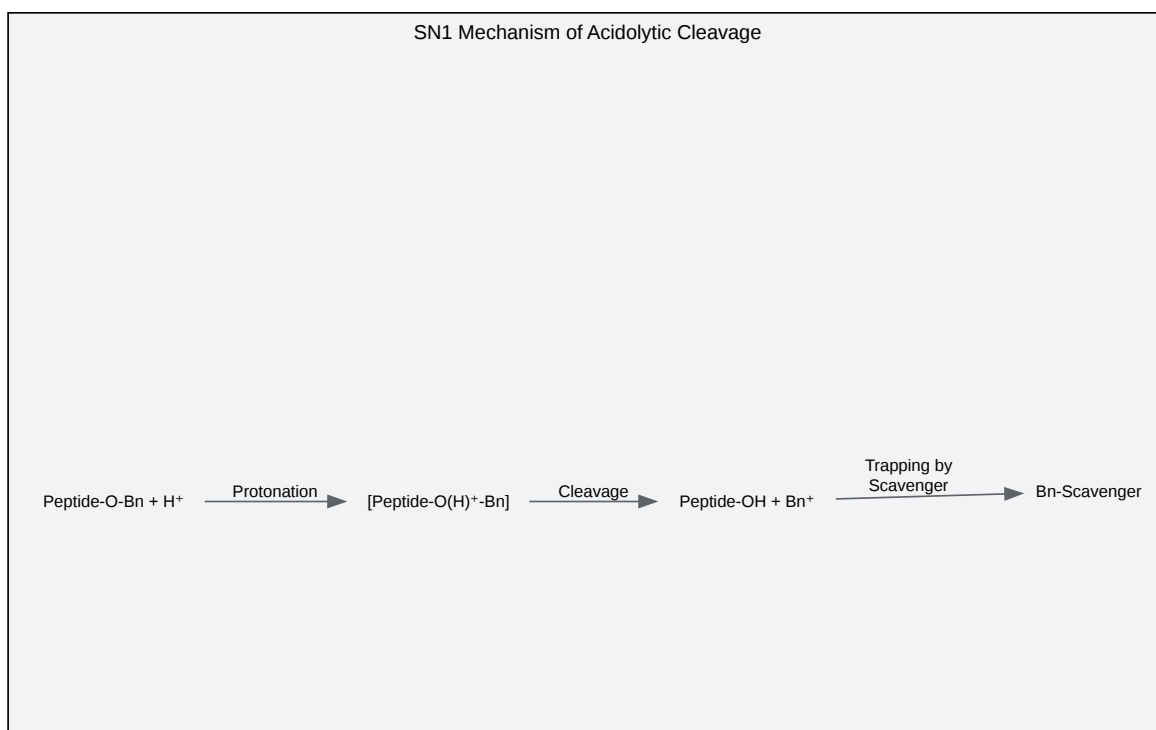 SN1 Mechanism of Acidolytic Cleavage
Peptide-O-Bn + H⁺
Protonation
[Peptide-O(H)⁺-Bn]
Cleavage
Peptide-OH + Bn⁺
Trapping by
Scavenger
Bn-Scavenger